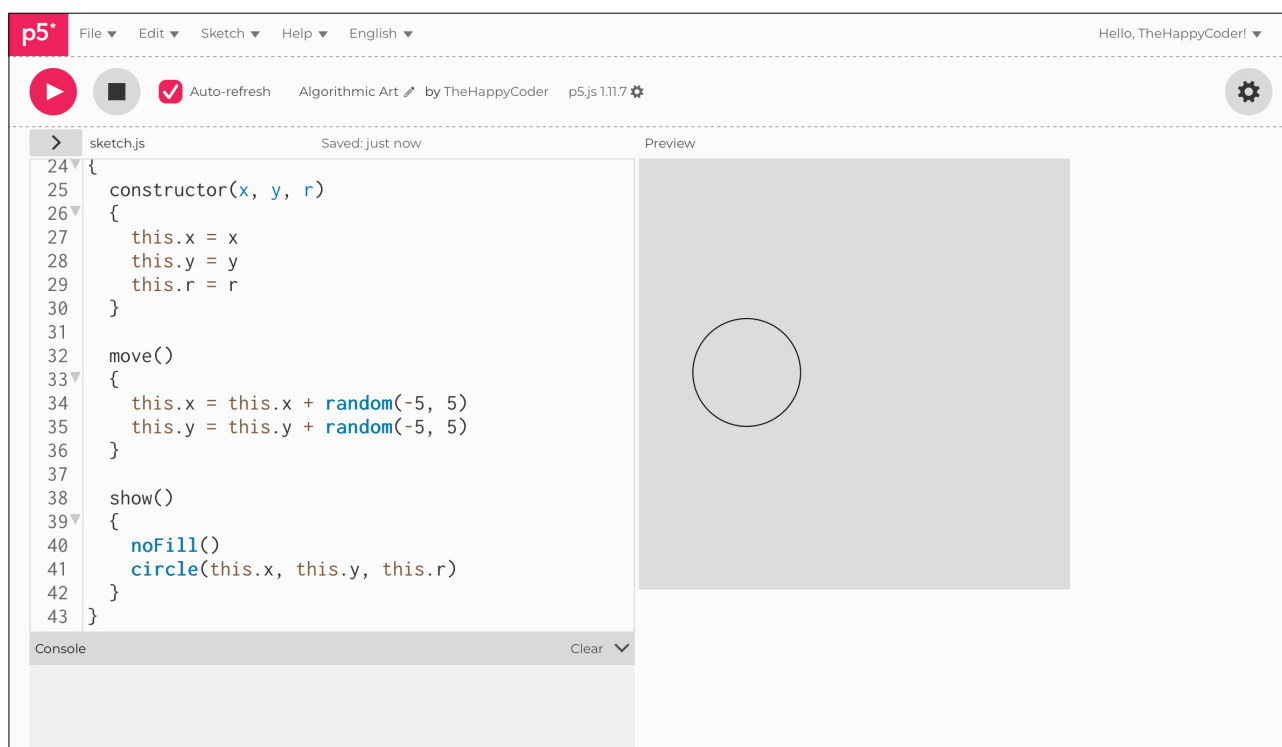 p5* File Edit Sketch Help English Hello, TheHappyCoder!
Auto-refresh Algorithmic Art by TheHappyCoder p5.js 1.11.7
sketch.js Saved: just now Preview
24 {
25 constructor(x, y, r)
26 {
27 this.x = x
28 this.y = y
29 this.r = r
30 }
31
32 move()
33 {
34 this.x = this.x + random(-5, 5)
35 this.y = this.y + random(-5, 5)
36 }
37
38 show()
39 {
40 noFill()
41 circle(this.x, this.y, this.r)
42 }
43 }
Console Clear